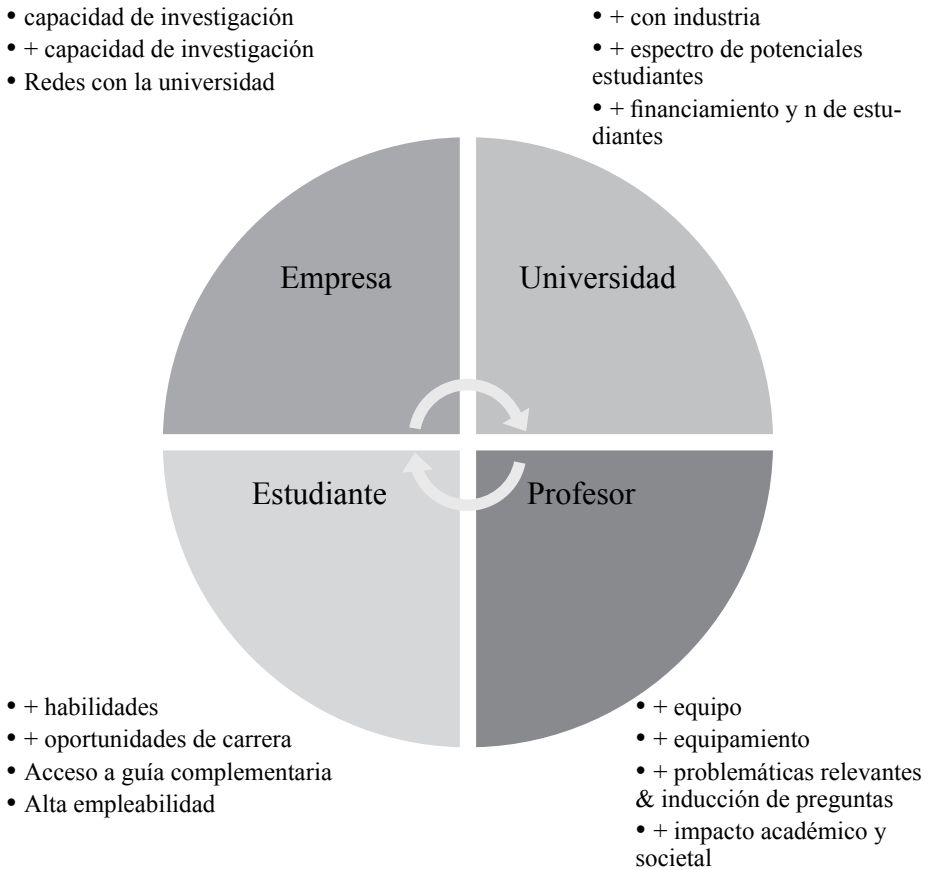 • capacidad de investigación
• + capacidad de investigación
• Redes con la universidad
• + con industria
• + espectro de potenciales
estudiantes
• + financiamiento y n de estu-
diantes
Empresa
Universidad
Estudiante
Profesor
• + habilidades
• + oportunidades de carrera
• Acceso a guía complementaria
• Alta empleabilidad
• + equipo
• + equipamiento
• + problemáticas relevantes
& inducción de preguntas
• + impacto académico y
societal